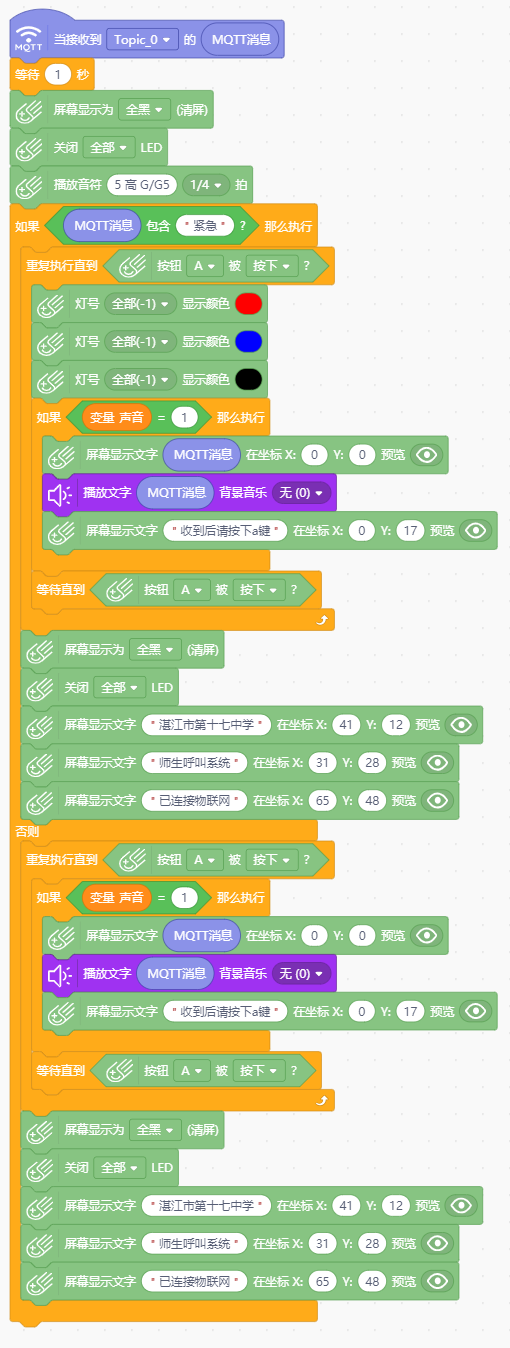 MQTT 当接收到 Topic_0 的 MQTT消息
等待 1 秒
屏幕显示为 全黑 (清屏)
关闭 全部 LED
播放音符 5 高 G/G5 1/4 拍
如果 MQTT消息 包含 "紧急" ? 那么执行
重复执行直到 按钮 A 被 按下 ?
灯号 全部(-1) 显示颜色
灯号 全部(-1) 显示颜色
灯号 全部(-1) 显示颜色
如果 变量 声音 = 1 那么执行
屏幕显示文字 MQTT消息 在坐标 X: 0 Y: 0 预览
播放文字 MQTT消息 背景音乐 无 (0)
屏幕显示文字 "收到后请按下a键" 在坐标 X: 0 Y: 17 预览
等待直到 按钮 A 被 按下 ?
屏幕显示为 全黑 (清屏)
关闭 全部 LED
屏幕显示文字 "湛江市第十七中学" 在坐标 X: 41 Y: 12 预览
屏幕显示文字 "师生呼叫系统" 在坐标 X: 31 Y: 28 预览
屏幕显示文字 "已连接物联网" 在坐标 X: 65 Y: 48 预览
否则
重复执行直到 按钮 A 被 按下 ?
如果 变量 声音 = 1 那么执行
屏幕显示文字 MQTT消息 在坐标 X: 0 Y: 0 预览
播放文字 MQTT消息 背景音乐 无 (0)
屏幕显示文字 "收到后请按下a键" 在坐标 X: 0 Y: 17 预览
等待直到 按钮 A 被 按下 ?
屏幕显示为 全黑 (清屏)
关闭 全部 LED
屏幕显示文字 "湛江市第十七中学" 在坐标 X: 41 Y: 12 预览
屏幕显示文字 "师生呼叫系统" 在坐标 X: 31 Y: 28 预览
屏幕显示文字 "已连接物联网" 在坐标 X: 65 Y: 48 预览